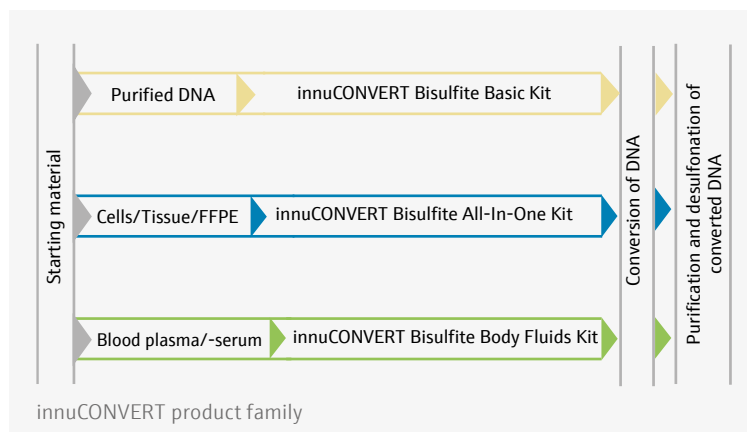 Starting material
Purified DNA
innuCONVERT Bisulfite Basic Kit
Cells/Tissue/FFPE
innuCONVERT Bisulfite All-In-One Kit
Blood plasma/-serum
innuCONVERT Bisulfite Body Fluids Kit
Conversion of DNA
Purification and desulfonation of
converted DNA
innuCONVERT product family